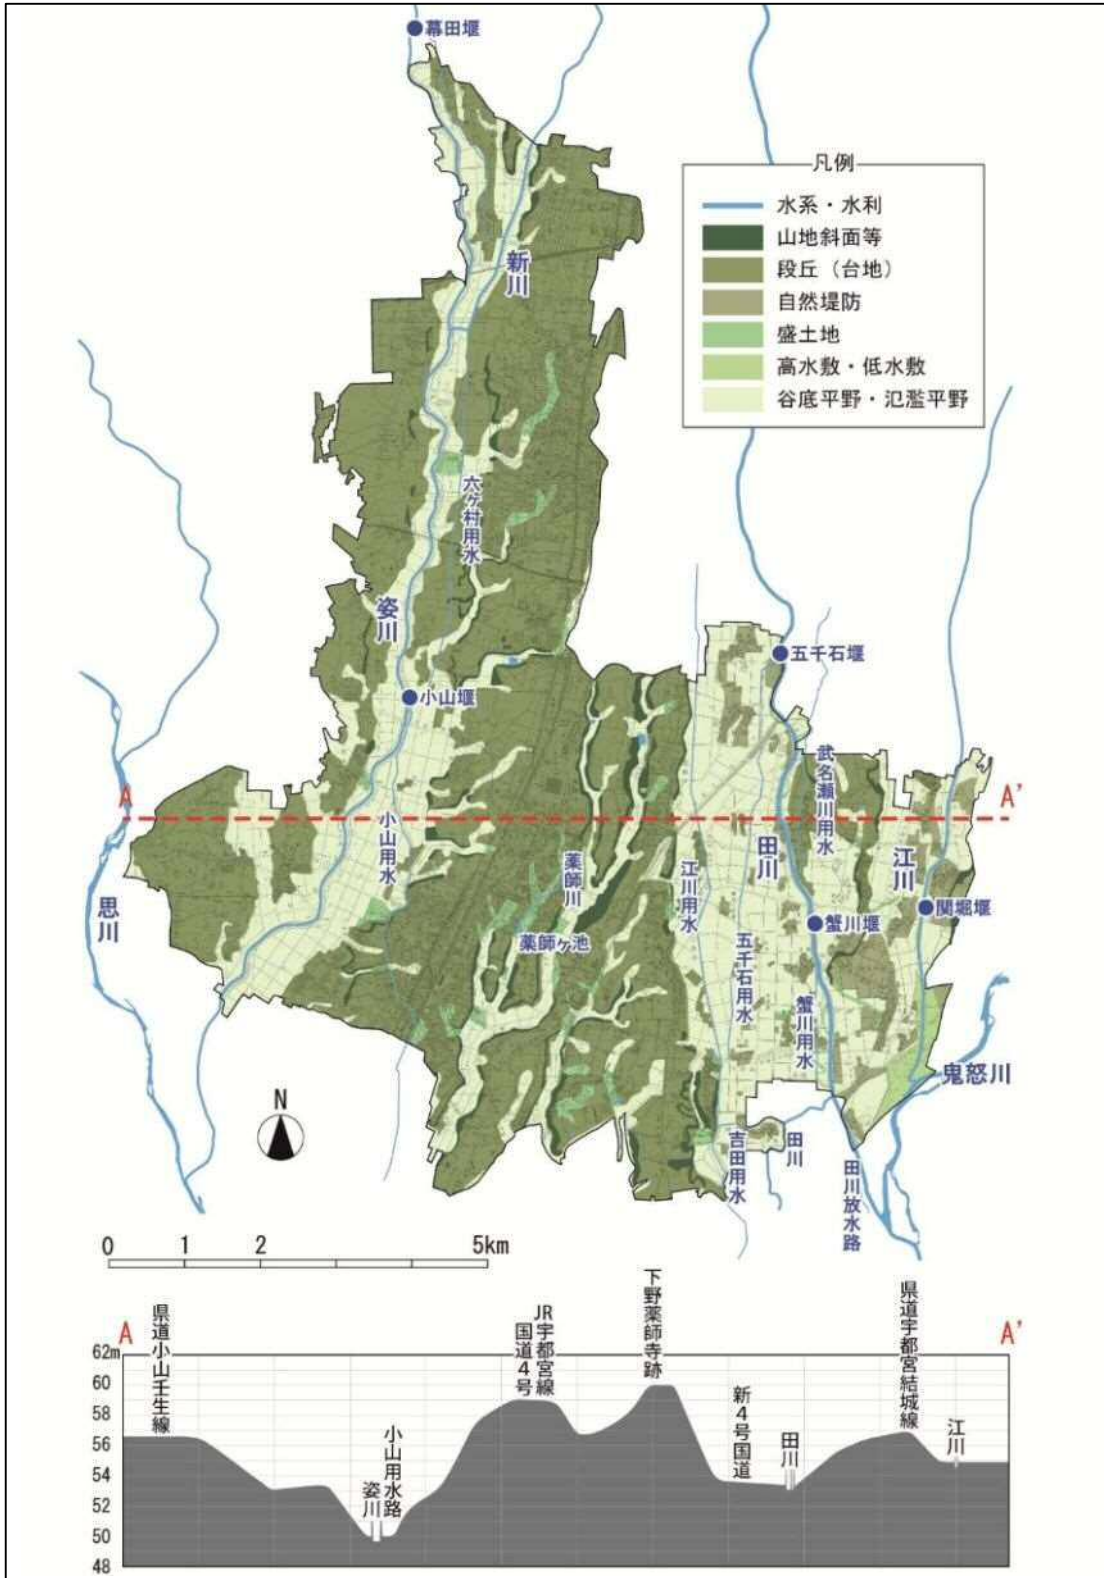 幕田堰
凡例
水系・水利
山地斜面等
段丘（台地）
自然堤防
盛土地
高水敷・低水敷
谷底平野・氾濫平野
新川
六ヶ村用水
姿川
小山堰
五千石堰
武名瀬川用水
A
A'
小山用水
薬師川
江川用水
田川
江川
思川
関堀堰
蟹川堰
薬師ヶ池
五千石用水
蟹川用水
鬼怒川
N
吉田用水
田川
田川放水路
0 1 2 5km
A
県道小山壬生線
国道4号
JR宇都宮線
下野薬師寺跡
県道宇都宮結城線
A'
62m
60
58
56
54
52
50
48
姿川
小山用水路
新4号国道
田川
江川